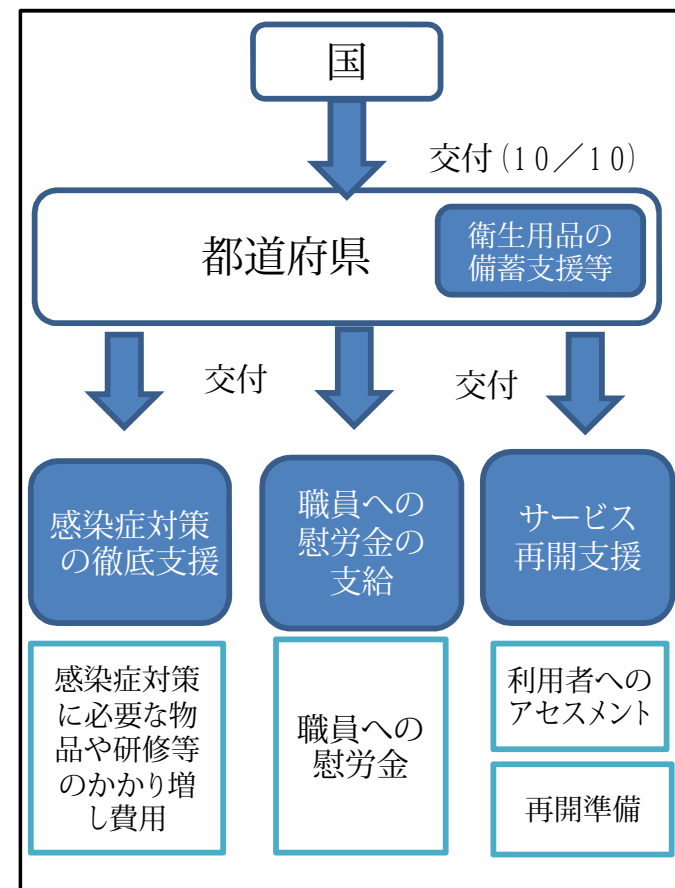 国
交付(10／10)
都道府県
衛生用品の
備蓄支援等
交付
交付
感染症対策
の徹底支援
職員への
慰労金の
支給
サービス
再開支援
感染症対策
に必要な物
品や研修等
のかかり増
し費用
職員への
慰労金
利用者への
アセスメント
再開準備